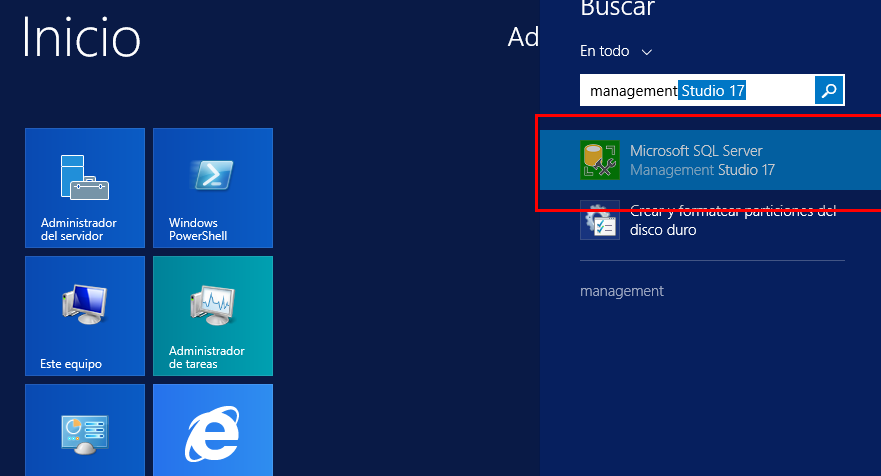 Inicio
Ad
Buscar
En todo
management Studio 17
Administrador
del servidor
Windows
PowerShell
Este equipo
Administrador
de tareas
Microsoft SQL Server
Management Studio 17
Crear y formatear particiones del
disco duro
management